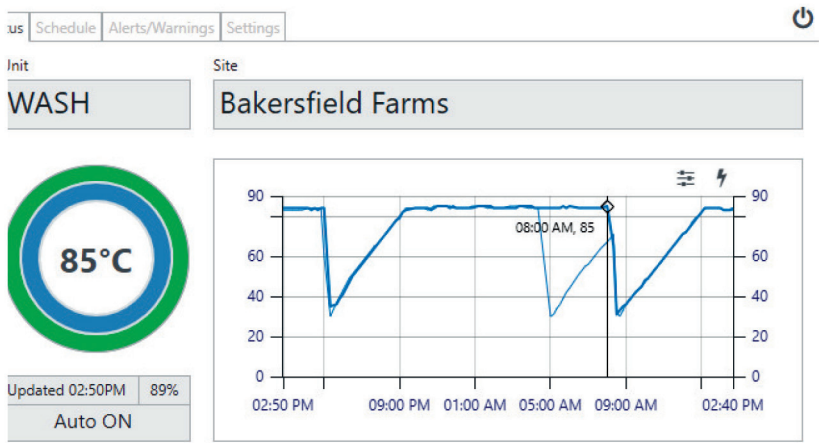 us Schedule Alerts/Warnings Settings
Unit Site
WASH Bakersfield Farms
85°C
90 90
08:00 AM, 85
60 60
40 40
20 20
0 0
Updated 02:50PM 89%
Auto ON
02:50 PM 09:00 PM 01:00 AM 05:00 AM 09:00 AM 02:40 PM